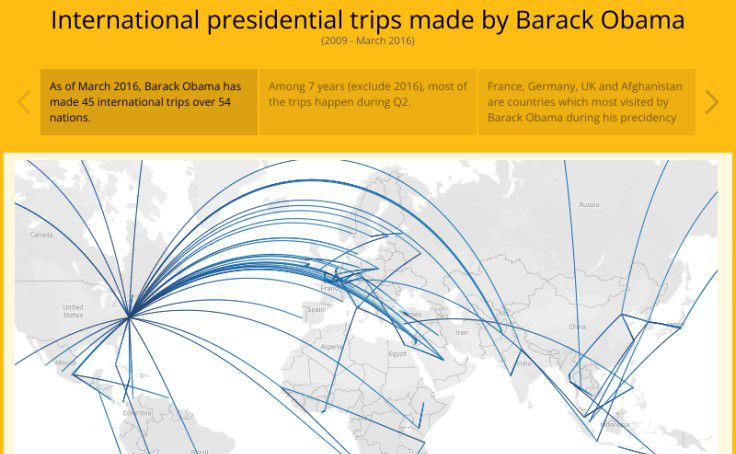 International presidential trips made by Barack Obama
(2009 - March 2016)
As of March 2016, Barack Obama has
made 45 international trips over 54
nations.
Among 7 years (exclude 2016), most of
the trips happen during Q2.
France, Germany, UK and Afghanistan
are countries which most visited by
Barack Obama during his precidency
Russia
Canada
United
States
France
Spain
China
Iran
Algeria
Egypt
India
Mexico
Colombia
Indonesia
Brazil